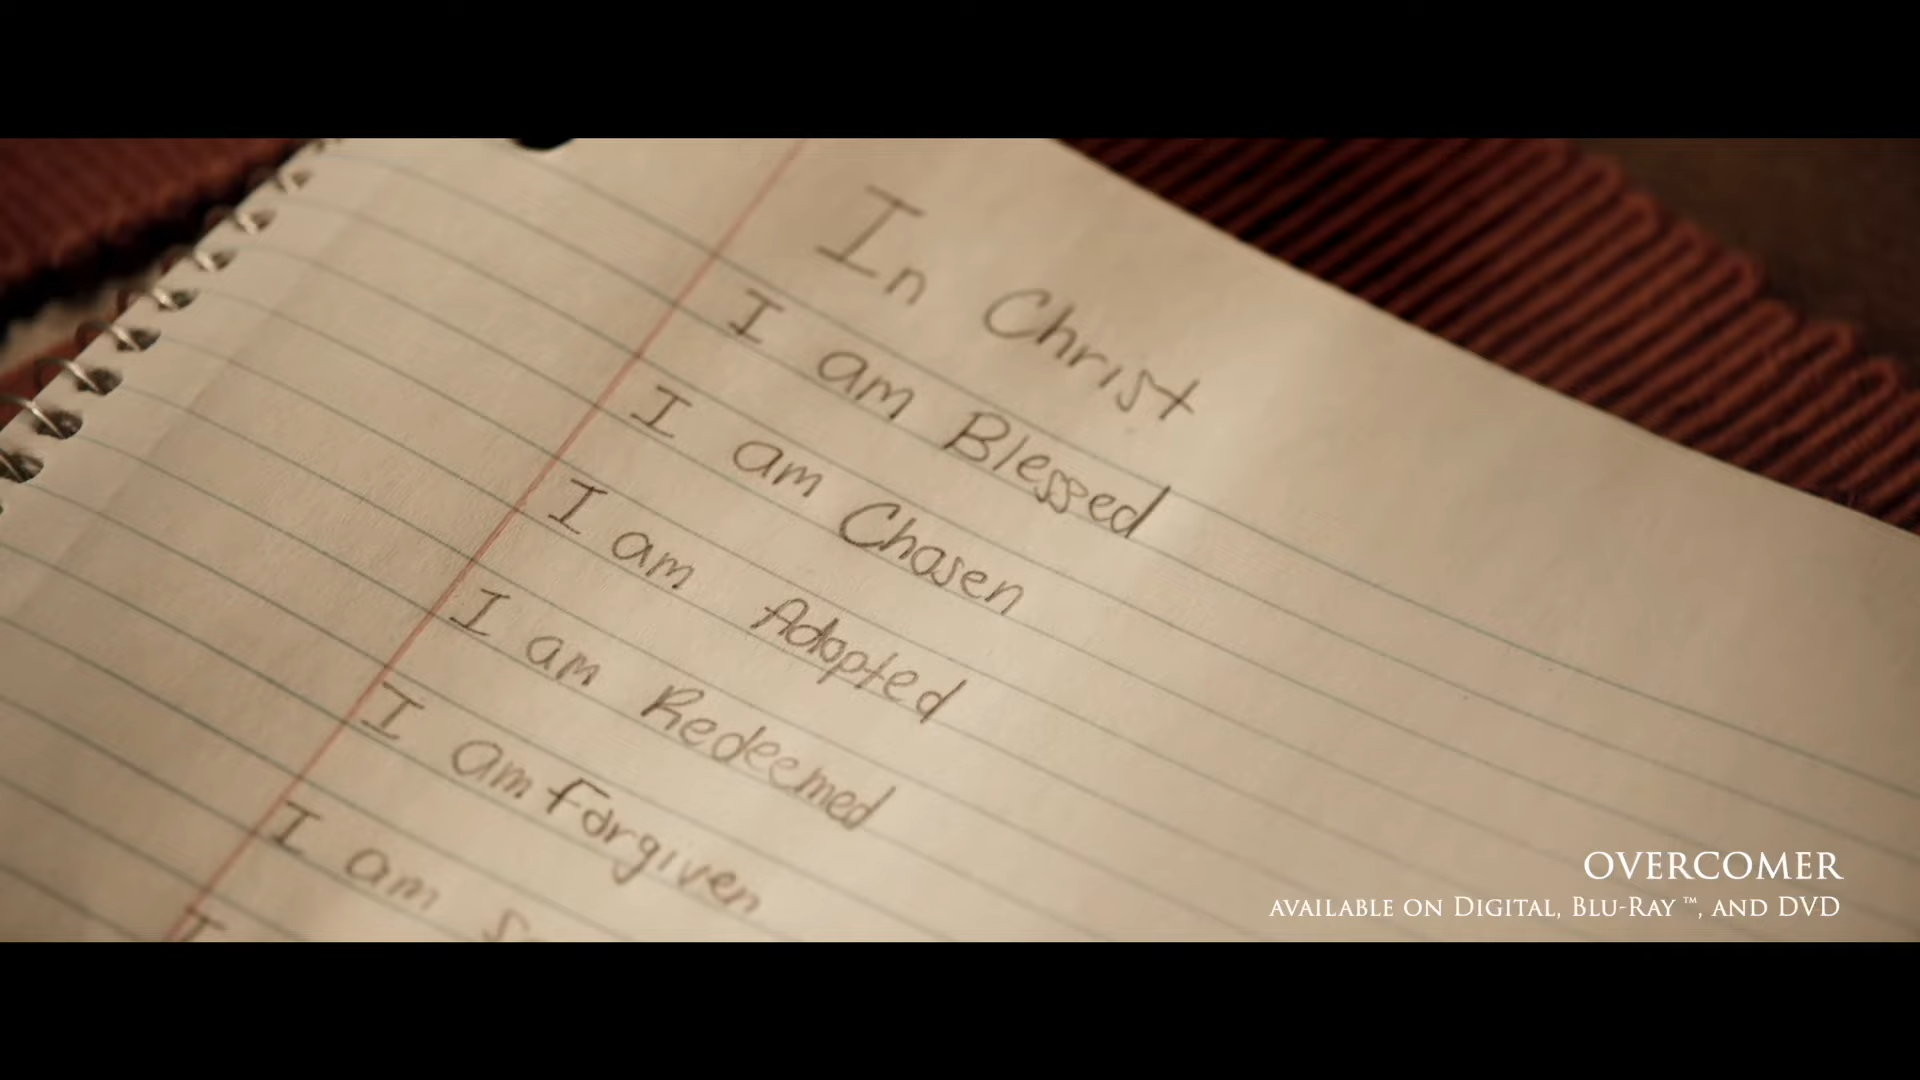 In Christ
I am Blessed
I am Chosen
I am Adopted
I am Redeemed
I am Forgiven
I am
I
OVERCOMER
AVAILABLE ON DIGITAL, BLU-RAY™, AND DVD